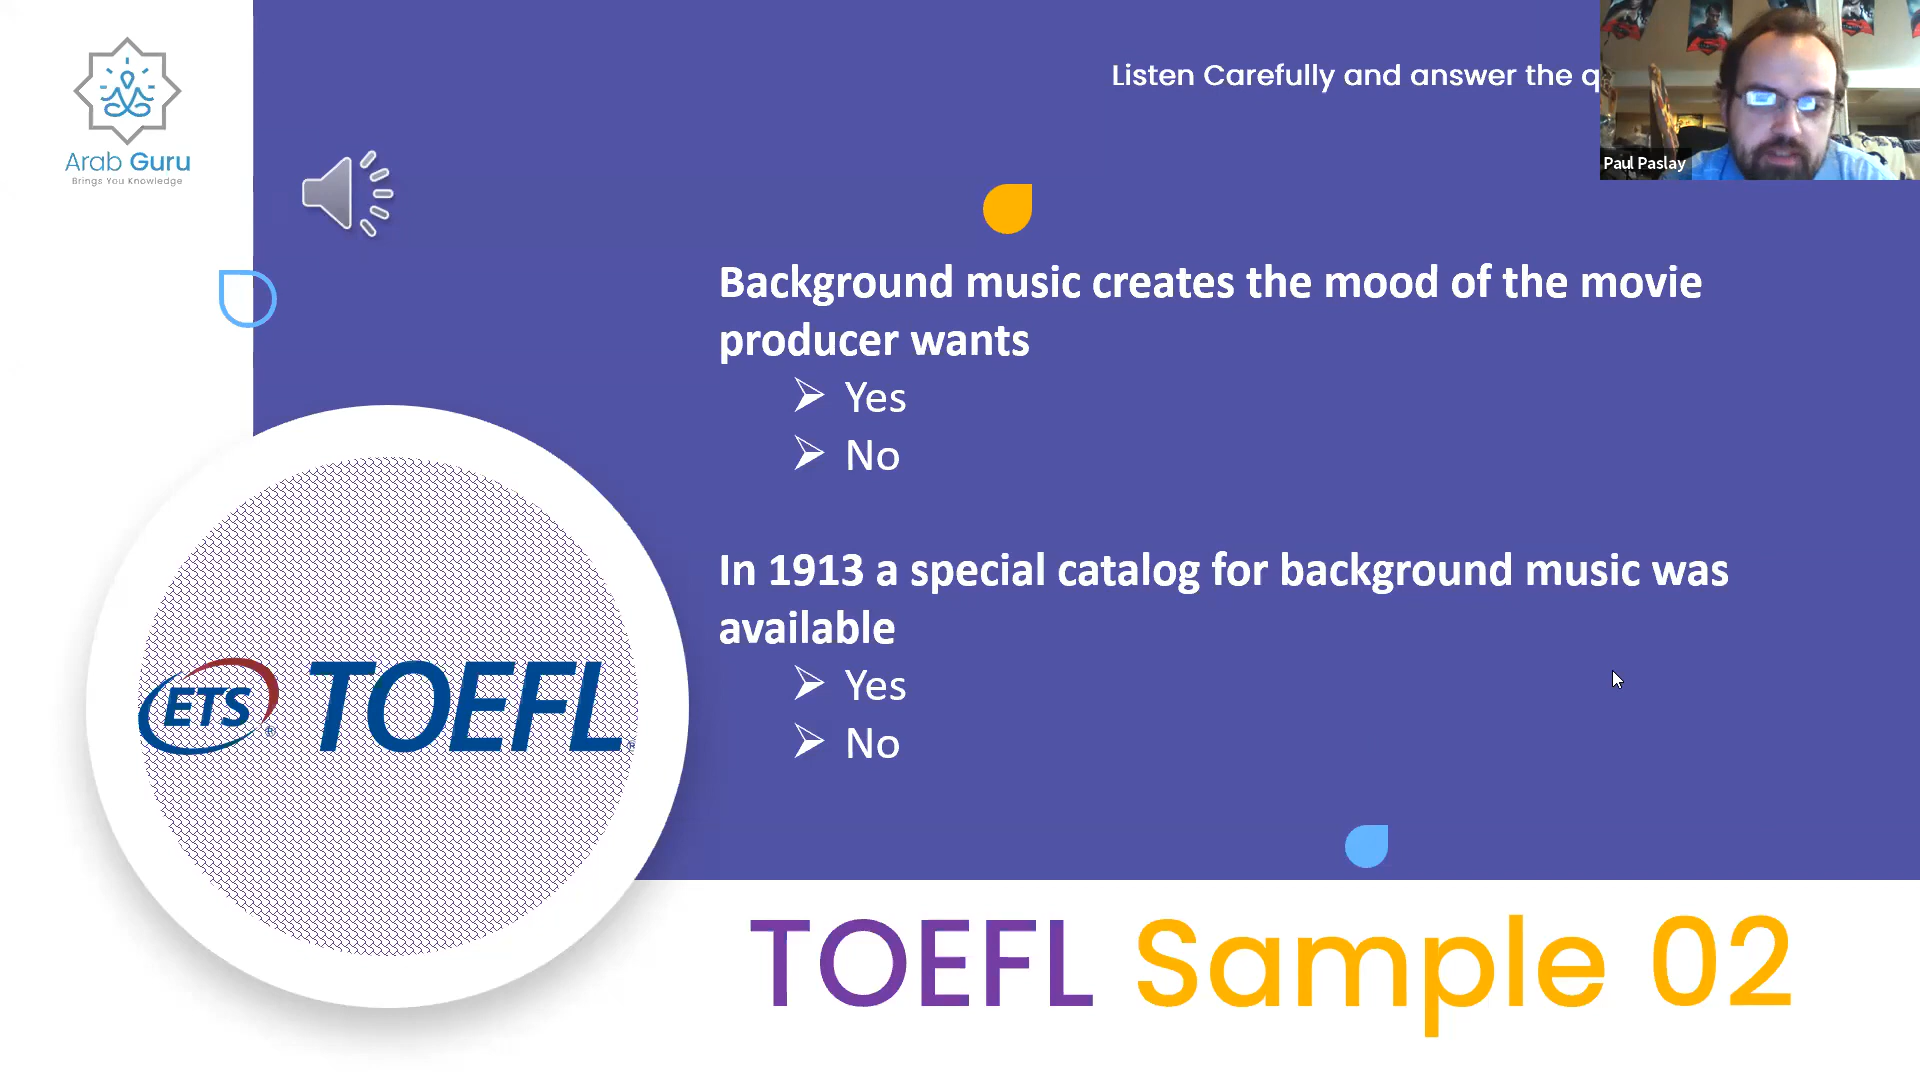 Arab Guru
Brings You Knowledge
Listen Carefully and answer the q
Paul Paslay
Background music creates the mood of the movie
producer wants
Yes
No
In 1913 a special catalog for background music was
available
Yes
No
ETS® TOEFL®
TOEFL Sample 02